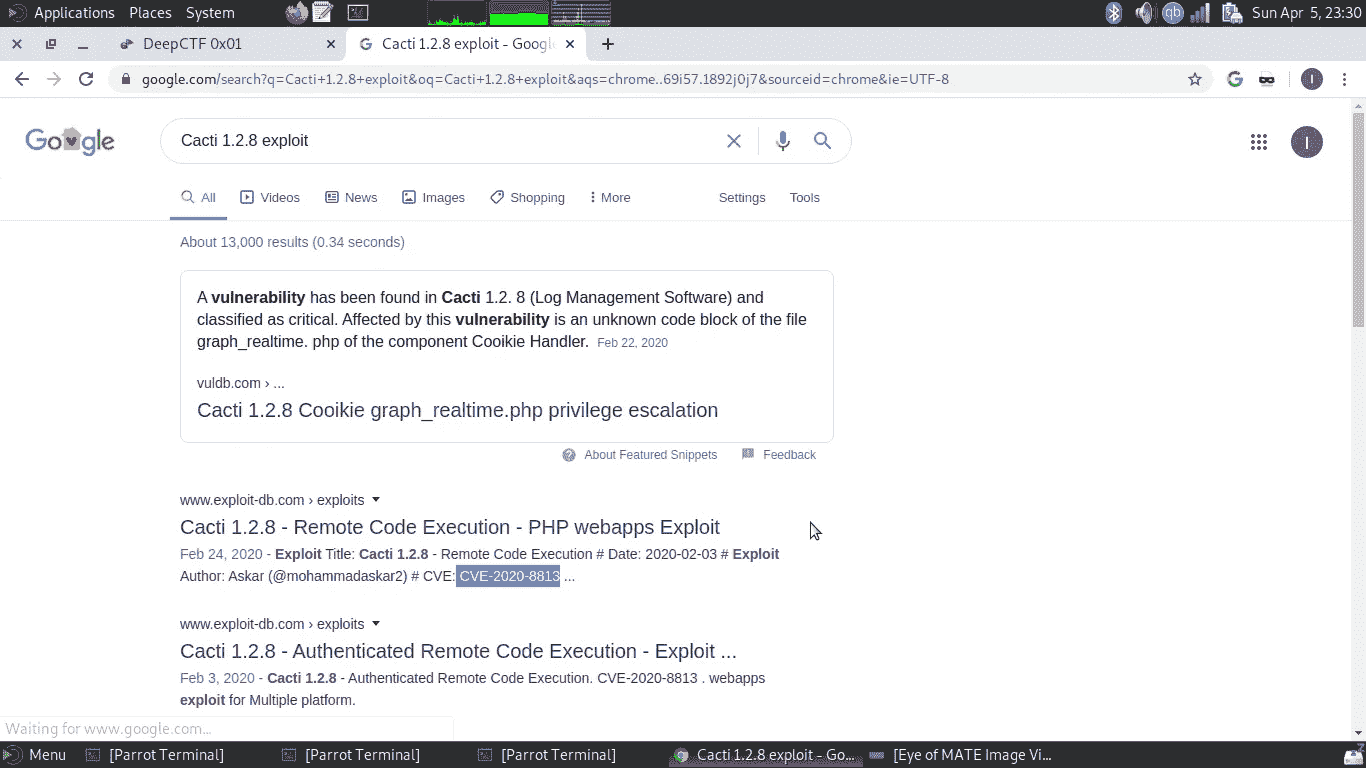 Applications Places System
Sun Apr 5, 23:30
DeepCTF 0x01
Cacti 1.2.8 exploit - Googl
google.com/search?q=Cacti+1.2.8+exploit&oq=Cacti+1.2.8+exploit&aqs=chrome..69i57.1892j0j7&sourceid=chrome&ie=UTF-8
I
Google
Cacti 1.2.8 exploit
I
All Videos News Images Shopping More Settings Tools
About 13,000 results (0.34 seconds)
A vulnerability has been found in Cacti 1.2. 8 (Log Management Software) and
classified as critical. Affected by this vulnerability is an unknown code block of the file
graph_realtime. php of the component Cooikie Handler. Feb 22, 2020
vuldb.com › ...
Cacti 1.2.8 Cooikie graph_realtime.php privilege escalation
About Featured Snippets Feedback
www.exploit-db.com › exploits
Cacti 1.2.8 - Remote Code Execution - PHP webapps Exploit
Feb 24, 2020 - Exploit Title: Cacti 1.2.8 - Remote Code Execution # Date: 2020-02-03 # Exploit
Author: Askar (@mohammadaskar2) # CVE: CVE-2020-8813 ...
www.exploit-db.com › exploits
Cacti 1.2.8 - Authenticated Remote Code Execution - Exploit ...
Feb 3, 2020 - Cacti 1.2.8 - Authenticated Remote Code Execution. CVE-2020-8813 . webapps
exploit for Multiple platform.
Waiting for www.google.com...
Menu [Parrot Terminal] [Parrot Terminal] [Parrot Terminal] Cacti 1.2.8 exploit - Go... [Eye of MATE Image Vi...